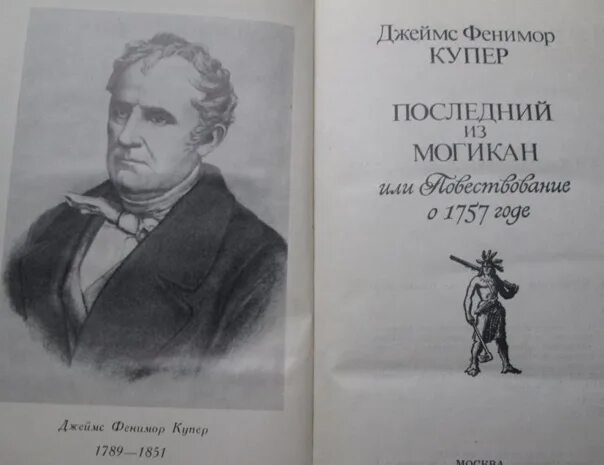 Джеймс Фенимор Купер
1789—1851
Джеймс Фенимор
КУПЕР
ПОСЛЕДНИЙ
ИЗ
МОГИКАН
или Повествование
о 1757 годе
МОСКВА